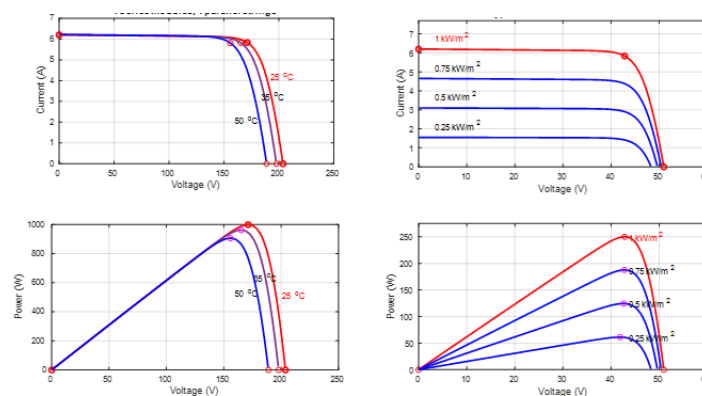 Current (A)
7
6
5
4
3
2
1
0
25 °C
35 °C
50 °C
0 50 100 150 200 250
Voltage (V)
Current (A)
7
6
5
4
3
2
1
0
1 kW/m 2
0.75 kW/m 2
0.5 kW/m 2
0.25 kW/m 2
0 10 20 30 40 50 60
Voltage (V)
Power (W)
1000
800
600
400
200
0
50 °C
25 °C
0 50 100 150 200 250
Voltage (V)
Power (W)
250
200
150
100
50
0
1 kW/m 2
0.75 kW/m 2
0.5 kW/m 2
0.25 kW/m 2
0 10 20 30 40 50 60
Voltage (V)